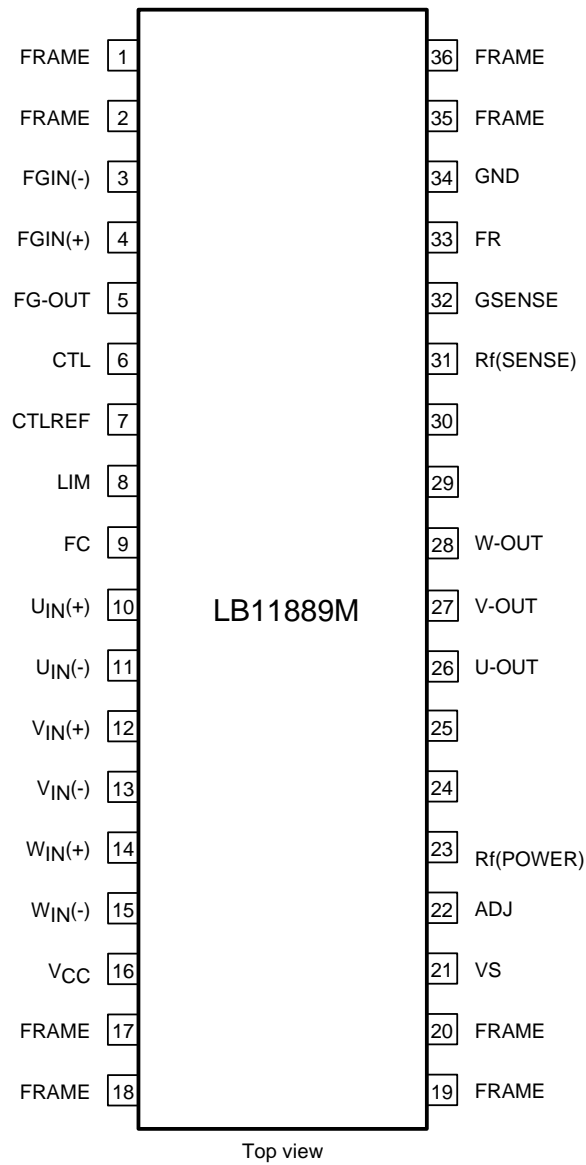 FRAME 1 36 FRAME
FRAME 2 35 FRAME
FGIN(-) 3 34 GND
FGIN(+) 4 33 FR
FG-OUT 5 32 GSENSE
CTL 6 31 Rf(SENSE)
CTLREF 7 30
LIM 8 29
FC 9 28 W-OUT
UIN(+) 10 LB11889M 27 V-OUT
UIN(-) 11 26 U-OUT
VIN(+) 12 25
VIN(-) 13 24
WIN(+) 14 23 Rf(POWER)
WIN(-) 15 22 ADJ
VCC 16 21 VS
FRAME 17 20 FRAME
FRAME 18 19 FRAME
Top view